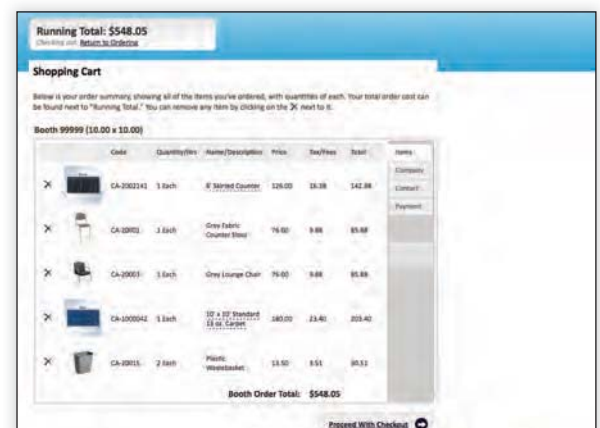 Running Total: $548.05
Checking out. Return to Ordering
Shopping Cart
Below is your order summary, showing all of the items you've ordered, with quantities of each. Your total order cost can
be found next to "Running Total." You can remove any item by clicking on the X next to it.
Booth 99999 (10.00 x 10.00)
Code Quantity/Hrs Name/Description Price Tax/Fees Total
Items
Company
Contact
Payment
X CA-2002141 1 Each 8' Skirted Counter 126.00 16.38 142.38
X 1 Each Grey Fabric
Counter Stool 76.00 9.88 85.88
X CA-20003 1 Each Grey Lounge Chair 76.00 9.88 85.88
X CA-1000042 1 Each 10' x 10' Standard
13 oz. Carpet 180.00 23.40 203.40
X CA-20015 2 Each Plastic
Wastebasket 13.50 3.51 30.51
Booth Order Total: $548.05
Proceed With Checkout